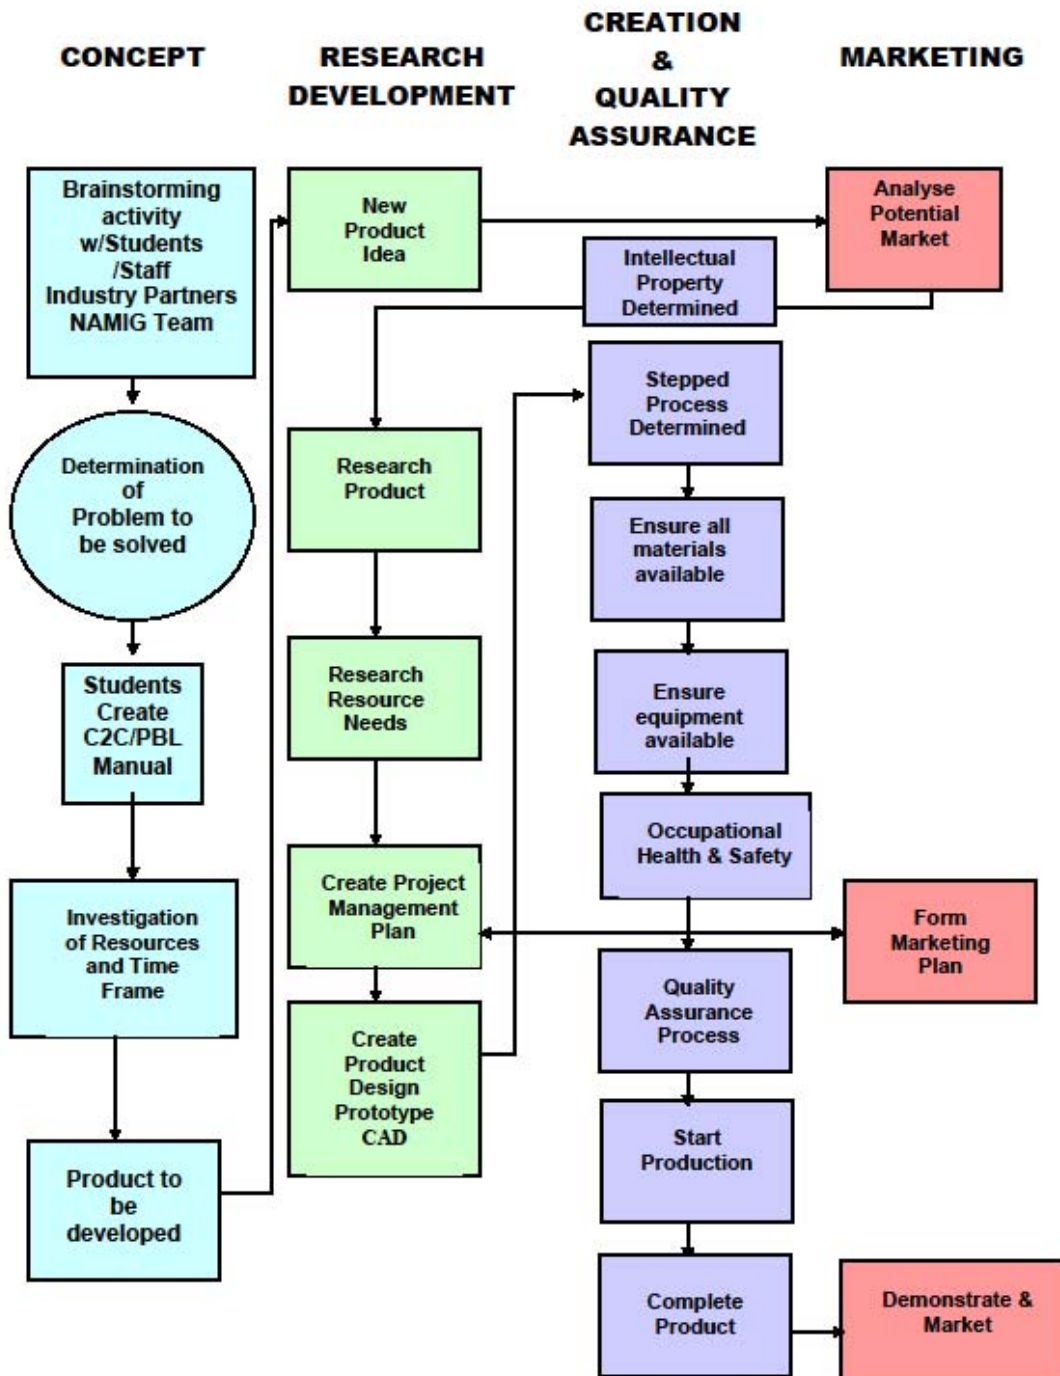 CONCEPT
RESEARCH
DEVELOPMENT
CREATION
&
QUALITY
ASSURANCE
MARKETING
Brainstorming
activity
w/Students
/Staff
Industry Partners
NAMIG Team
Determination
of
Problem to
be solved
Students
Create
C2C/PBL
Manual
Investigation
of Resources
and Time
Frame
Product to
be
developed
New
Product
Idea
Research
Product
Research
Resource
Needs
Create Project
Management
Plan
Create
Product
Design
Prototype
CAD
Intellectual
Property
Determined
Stepped
Process
Determined
Ensure all
materials
available
Ensure
equipment
available
Occupational
Health & Safety
Quality
Assurance
Process
Start
Production
Complete
Product
Analyse
Potential
Market
Form
Marketing
Plan
Demonstrate &
Market